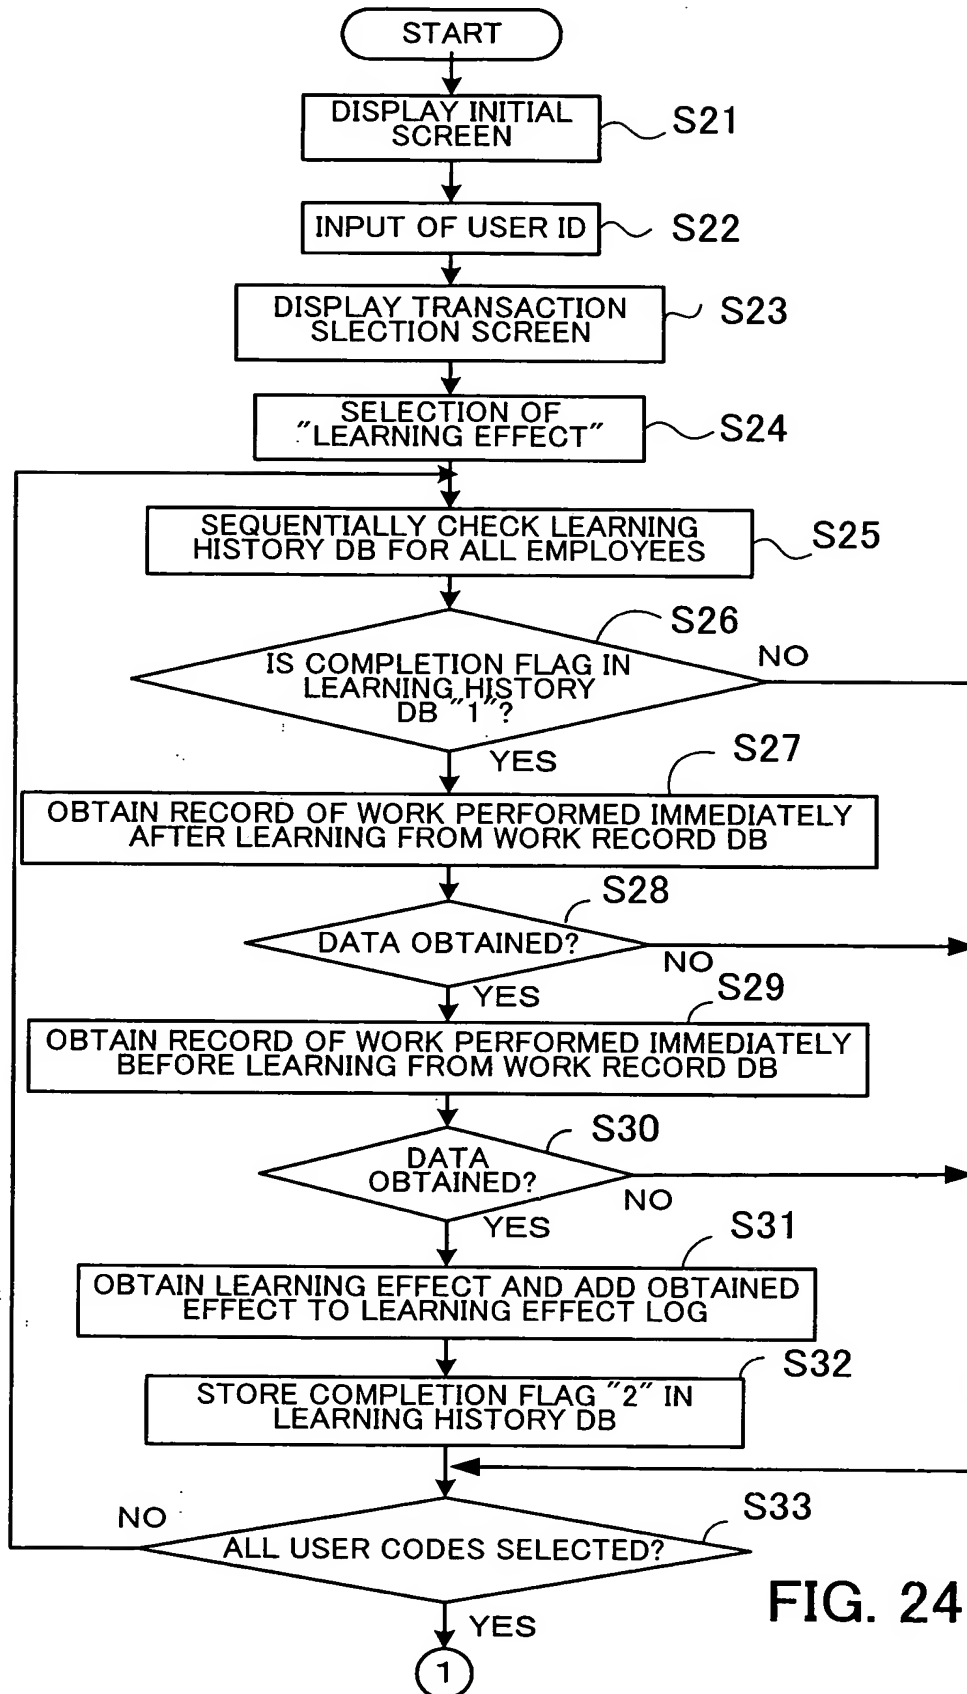 START
DISPLAY INITIAL
SCREEN
S21
INPUT OF USER ID
S22
DISPLAY TRANSACTION
SLECTION SCREEN
S23
SELECTION OF
"LEARNING EFFECT"
S24
SEQUENTIALLY CHECK LEARNING
HISTORY DB FOR ALL EMPLOYEES
S25
S26
IS COMPLETION FLAG IN
LEARNING HISTORY
DB "1"?
NO
YES
S27
OBTAIN RECORD OF WORK PERFORMED IMMEDIATELY
AFTER LEARNING FROM WORK RECORD DB
S28
DATA OBTAINED?
NO
YES
S29
OBTAIN RECORD OF WORK PERFORMED IMMEDIATELY
BEFORE LEARNING FROM WORK RECORD DB
S30
DATA
OBTAINED?
NO
YES
S31
OBTAIN LEARNING EFFECT AND ADD OBTAINED
EFFECT TO LEARNING EFFECT LOG
S32
STORE COMPLETION FLAG "2" IN
LEARNING HISTORY DB
S33
NO
ALL USER CODES SELECTED?
YES
1
FIG. 24